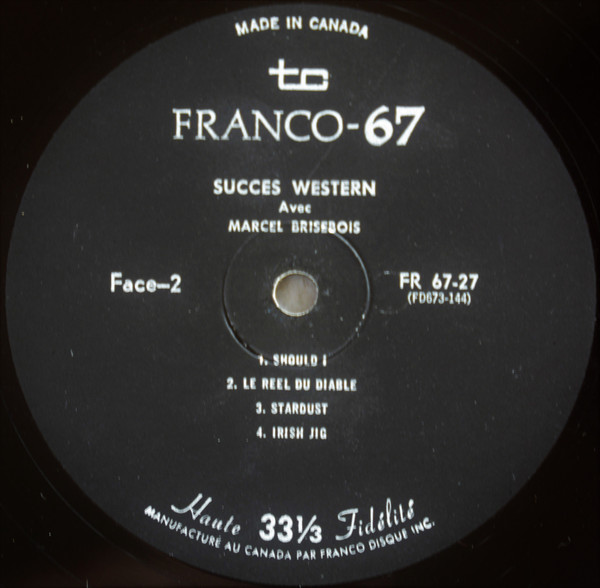 MADE IN CANADA
tc
FRANCO-67
SUCCES WESTERN
Avec
MARCEL BRISEBOIS
Face-2
FR 67-27
(FD673-144)
1. SHOULD I
2. LE REEL DU DIABLE
3. STARDUST
4. IRISH JIG
Haute 33⅓ Fidélité
MANUFACTURÉ AU CANADA PAR FRANCO DISQUE INC.